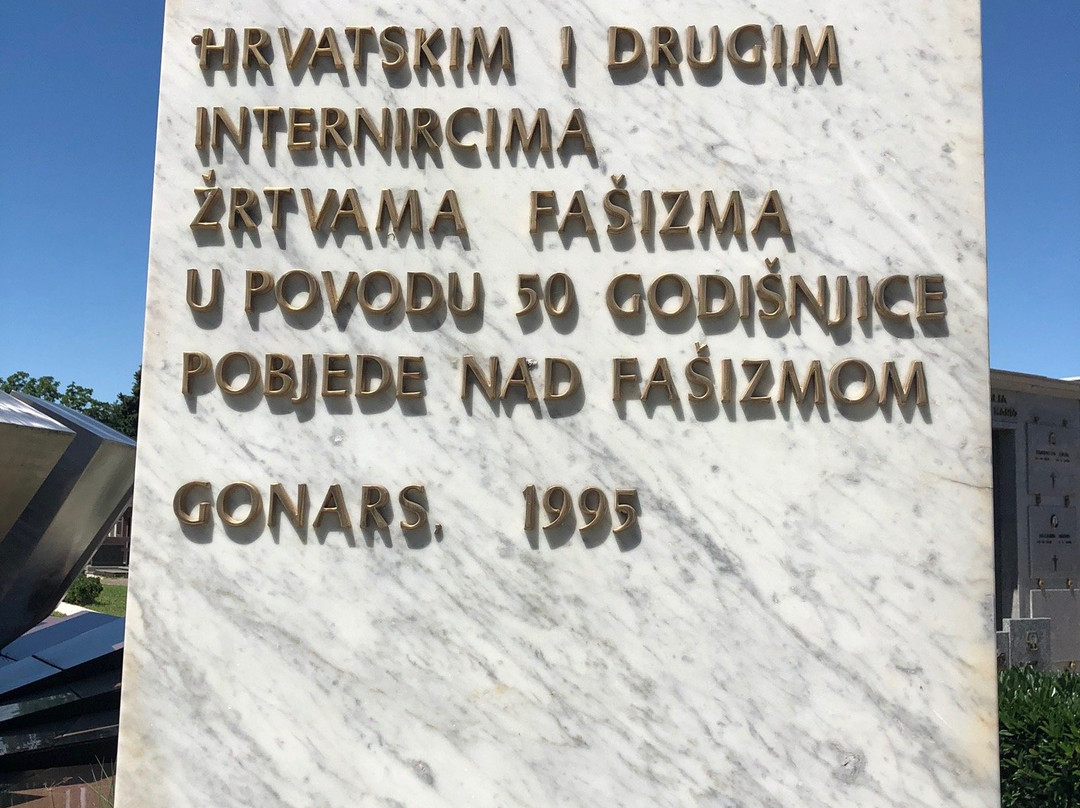 HRVATSKIM I DRUGIM
INTERNIRCIMA
ŽRTVAMA FAŠIZMA
U POVODU 50 GODIŠNJICE
POBJEDE NAD FAŠIZMOM
GONARS, 1995